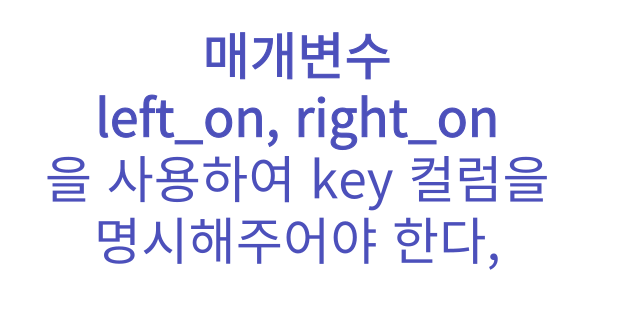 매개변수
left_on, right_on
을 사용하여 key 컬럼을
명시해주어야 한다,